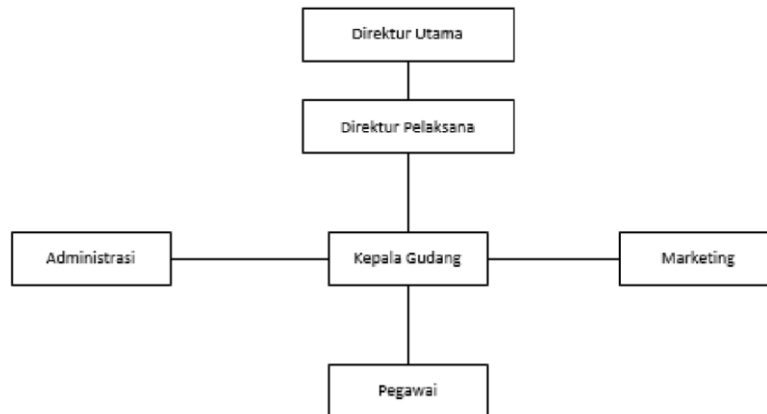 Direktur Utama
Direktur Pelaksana
Administrasi
Kepala Gudang
Marketing
Pegawai